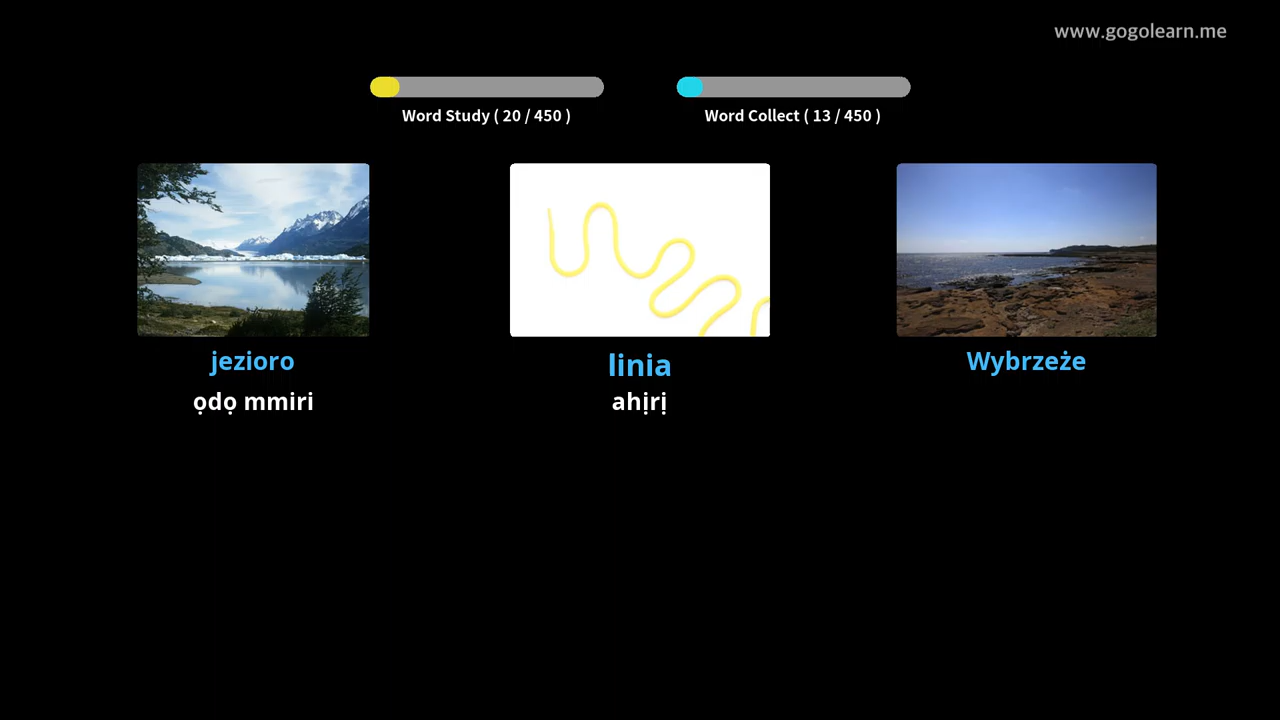 www.gogolearn.me
Word Study ( 20 / 450 )
Word Collect ( 13 / 450 )
jezioro
linia
Wybrzeże
ọdọ mmiri
ahịrị